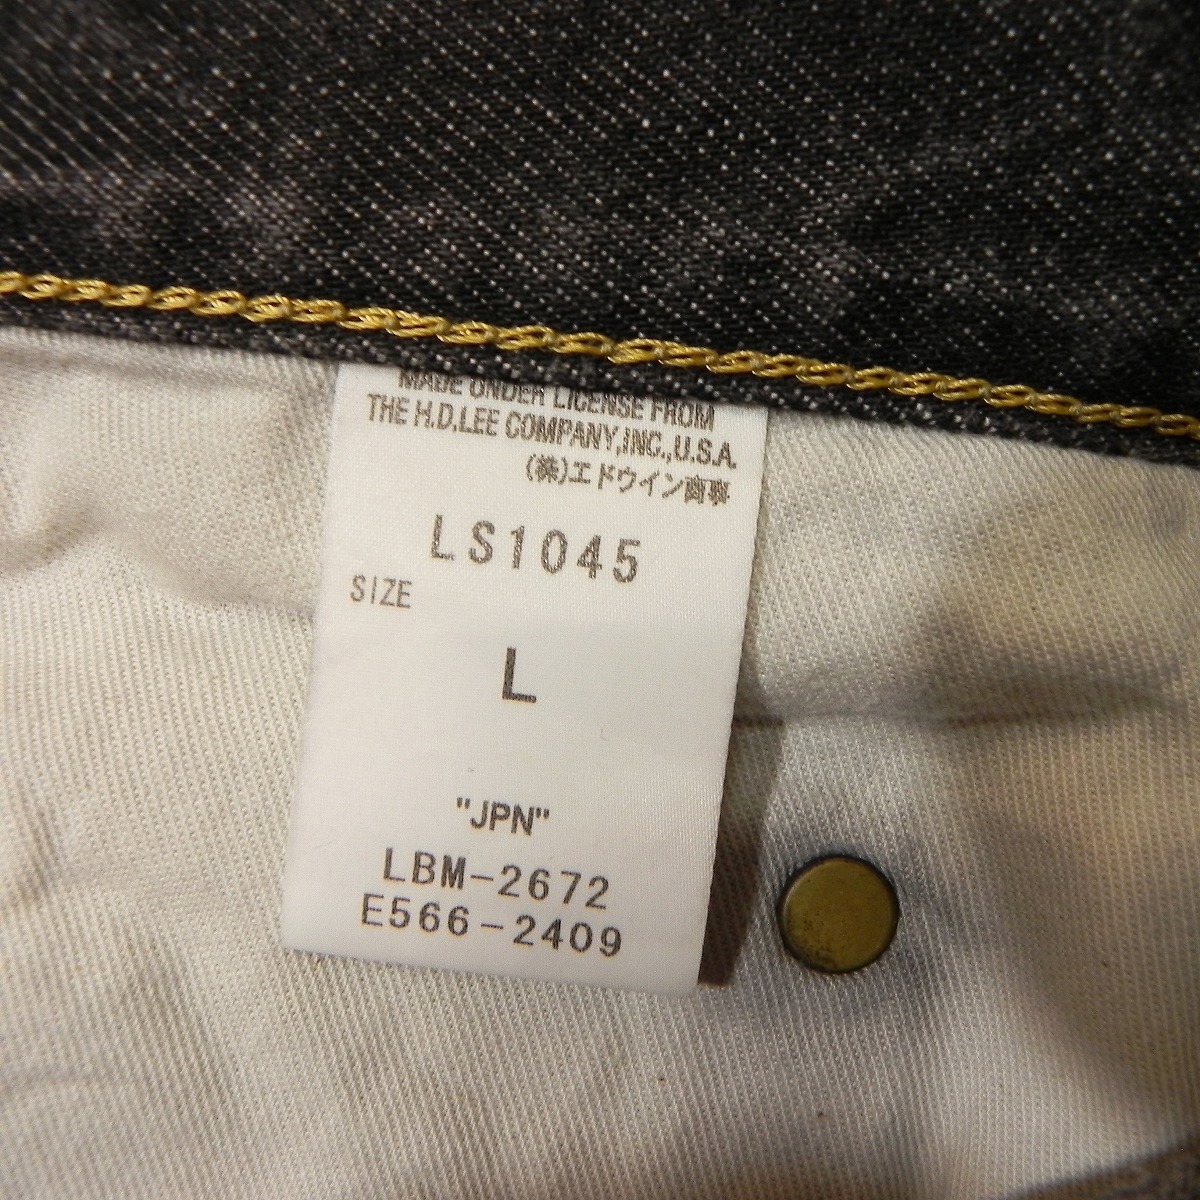 MADE UNDER LICENSE FROM
THE H.D.LEE COMPANY,INC.,U.S.A.
(株)エドウイン商事
LS1045
SIZE
L
"JPN"
LBM-2672
E566-2409